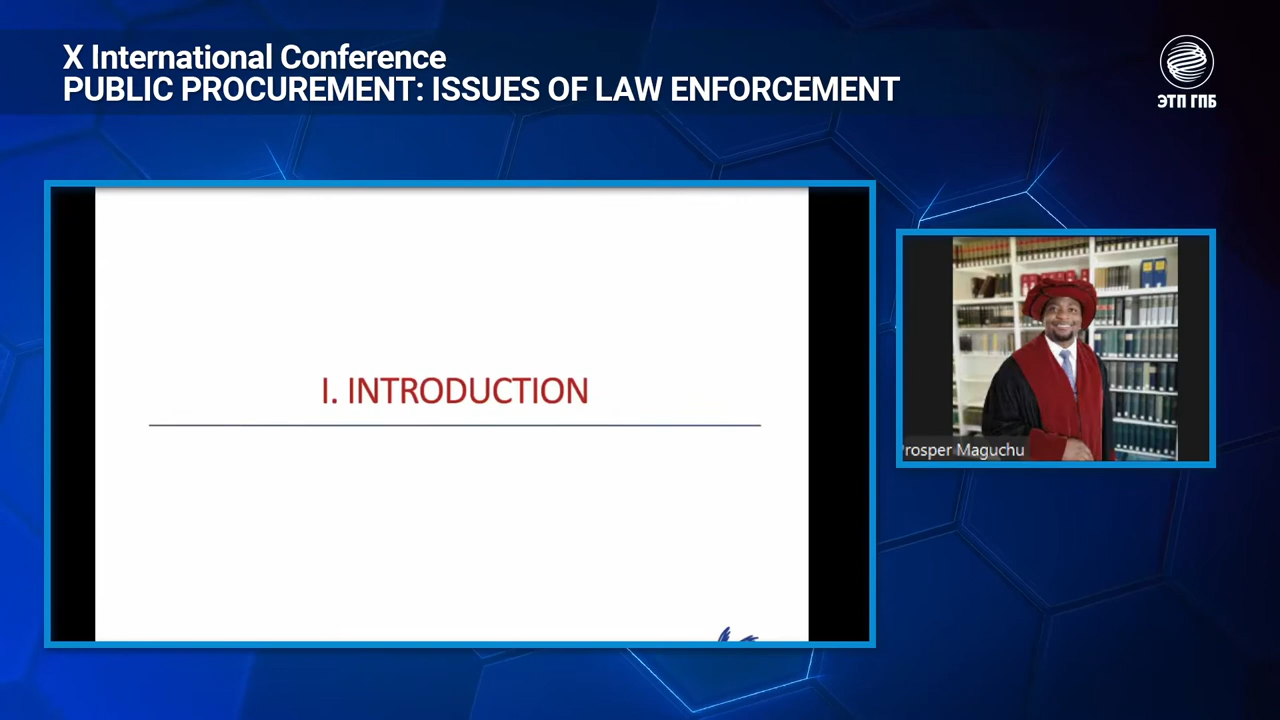 X International Conference
PUBLIC PROCUREMENT: ISSUES OF LAW ENFORCEMENT
ЭТП ГПБ
I. INTRODUCTION
rosper Maguchu